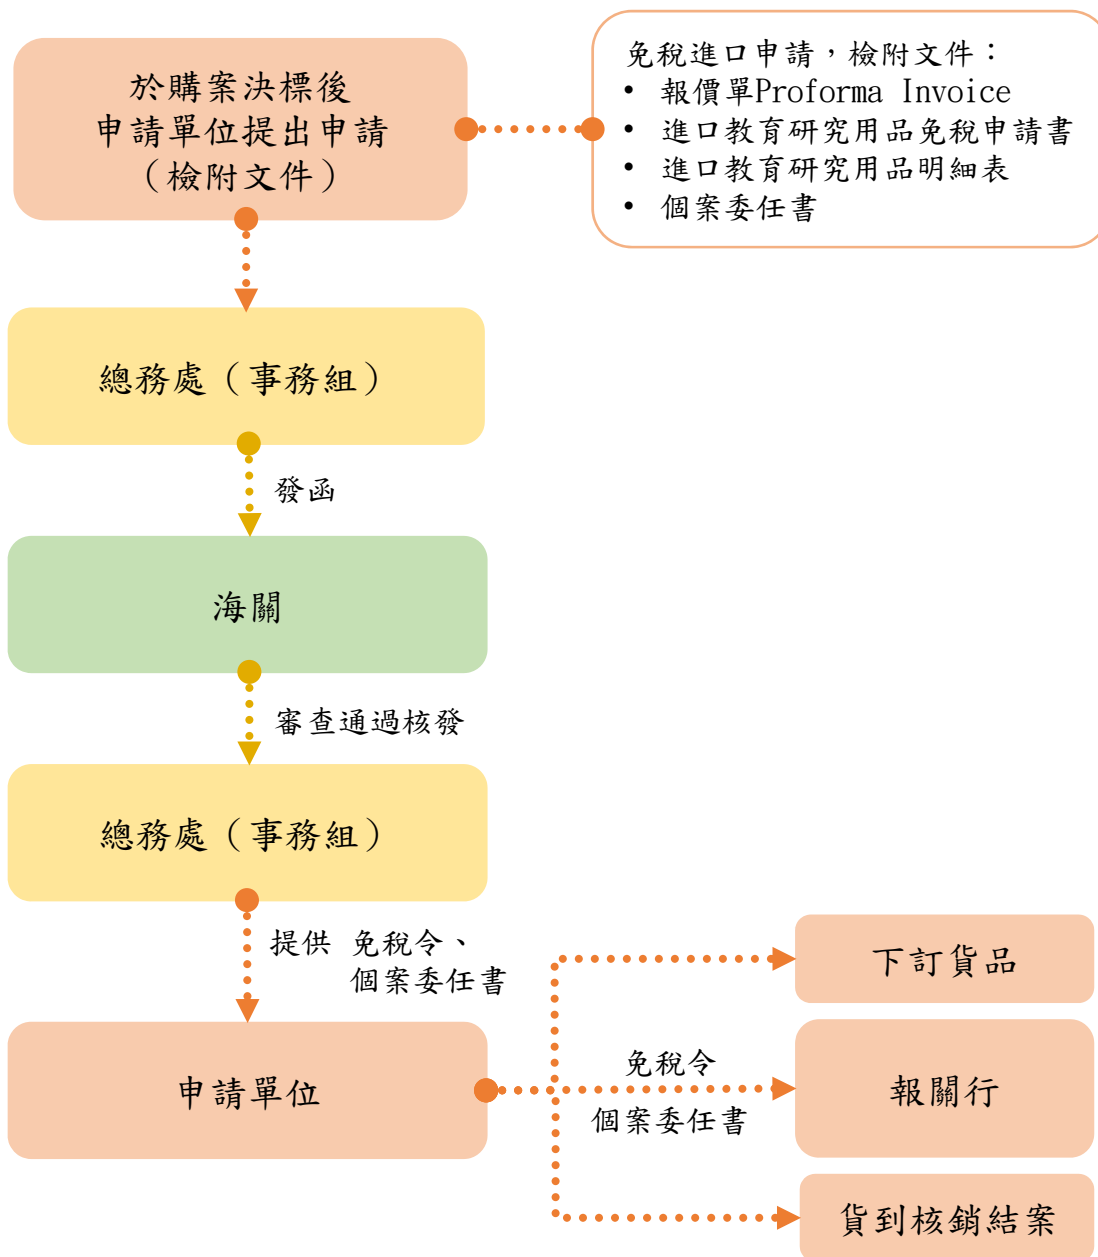 於購案決標後
申請單位提出申請
（檢附文件）
免稅進口申請，檢附文件：
• 報價單Proforma Invoice
• 進口教育研究用品免稅申請書
• 進口教育研究用品明細表
• 個案委任書
總務處（事務組）
發函
海關
審查通過核發
總務處（事務組）
提供 免稅令、
個案委任書
申請單位
下訂貨品
免稅令
個案委任書
報關行
貨到核銷結案